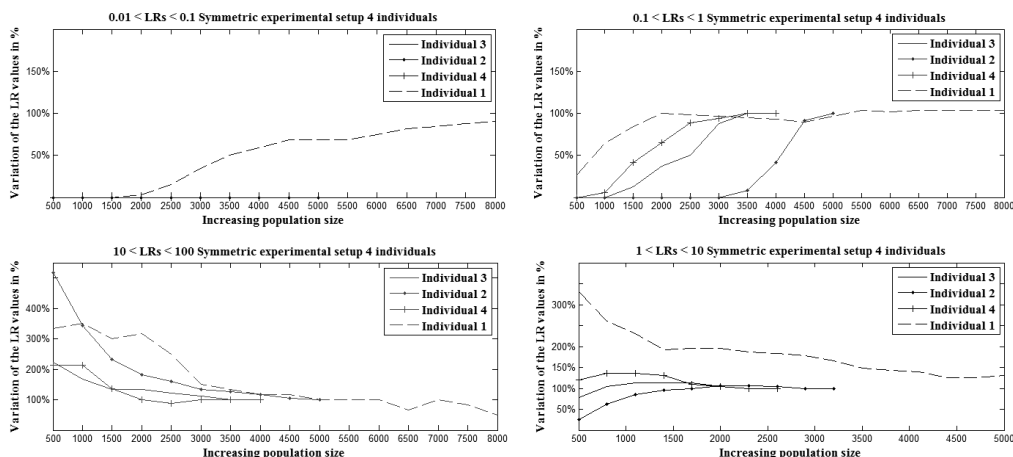 0.01 < LRs < 0.1 Symmetric experimental setup 4 individuals
Variation of the LR values in %
150%
100%
50%
Individual 3
Individual 2
Individual 4
Individual 1
500 1000 1500 2000 2500 3000 3500 4000 4500 5000 5500 6000 6500 7000 7500 8000
Increasing population size
0.1 < LRs < 1 Symmetric experimental setup 4 individuals
Variation of the LR values in %
150%
100%
50%
Individual 3
Individual 2
Individual 4
Individual 1
500 1000 1500 2000 2500 3000 3500 4000 4500 5000 5500 6000 6500 7000 7500 8000
Increasing population size
10 < LRs < 100 Symmetric experimental setup 4 individuals
Variation of the LR values in %
400%
300%
200%
100%
Individual 3
Individual 2
Individual 4
Individual 1
500 1000 1500 2000 2500 3000 3500 4000 4500 5000 5500 6000 6500 7000 7500 8000
Increasing population size
1 < LRs < 10 Symmetric experimental setup 4 individuals
Variation of the LR values in %
300%
200%
150%
100%
50%
Individual 3
Individual 2
Individual 4
Individual 1
500 1000 1500 2000 2500 3000 3500 4000 4500 5000
Increasing population size